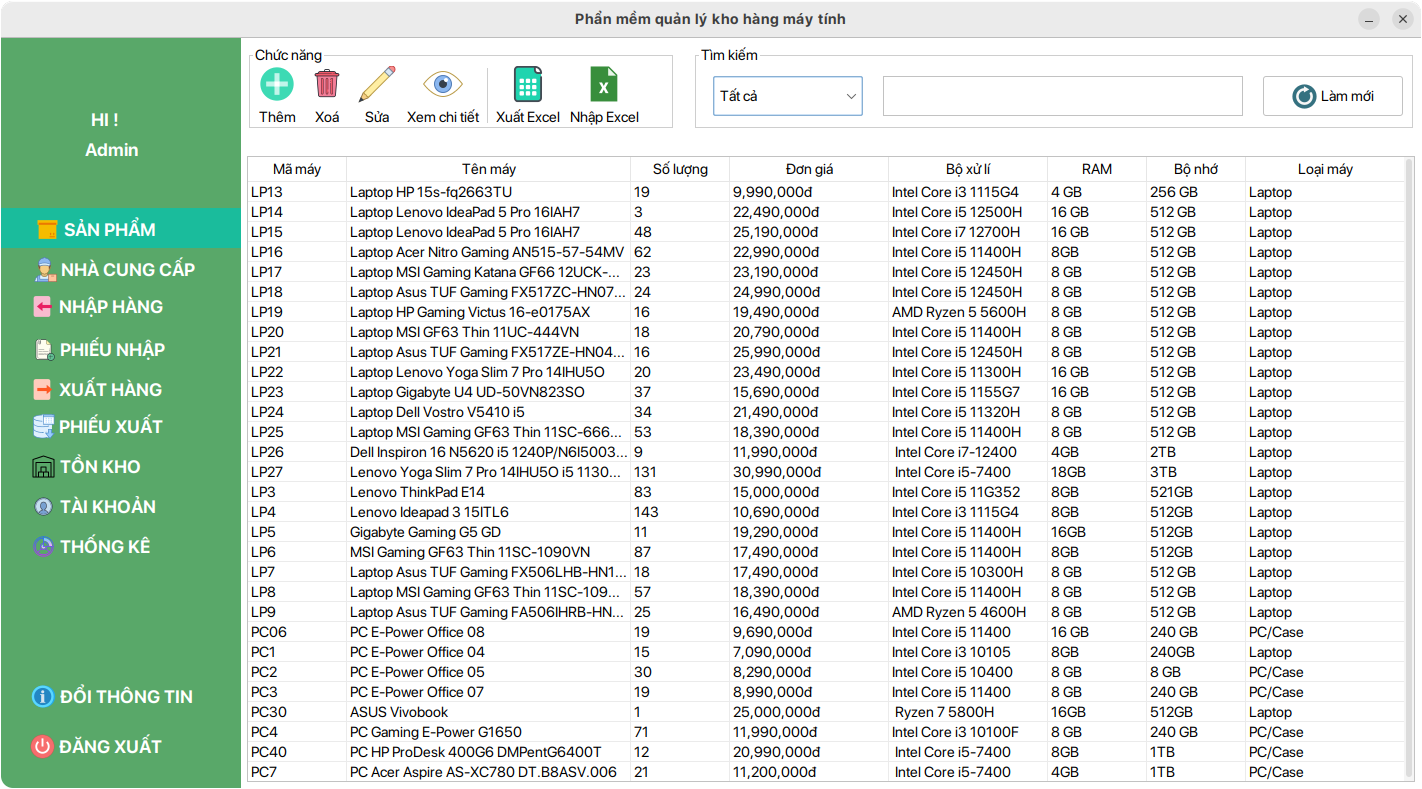 Phần mềm quản lý kho hàng máy tính
HI !
Admin
SẢN PHẨM
NHÀ CUNG CẤP
NHẬP HÀNG
PHIẾU NHẬP
XUẤT HÀNG
PHIẾU XUẤT
TỒN KHO
TÀI KHOẢN
THỐNG KÊ
ĐỔI THÔNG TIN
ĐĂNG XUẤT
Chức năng
Thêm Xoá Sửa Xem chi tiết Xuất Excel Nhập Excel
Tìm kiếm
Tất cả Làm mới
Mã máy Tên máy Số lượng Đơn giá Bộ xử lí RAM Bộ nhớ Loại máy
LP13 Laptop HP 15s-fq2663TU 19 9,990,000đ Intel Core i3 1115G4 4 GB 256 GB Laptop
LP14 Laptop Lenovo IdeaPad 5 Pro 16IAH7 3 22,490,000đ Intel Core i5 12500H 16 GB 512 GB Laptop
LP15 Laptop Lenovo IdeaPad 5 Pro 16IAH7 48 25,190,000đ Intel Core i7 12700H 16 GB 512 GB Laptop
LP16 Laptop Acer Nitro Gaming AN515-57-54MV 62 22,990,000đ Intel Core i5 11400H 8GB 512 GB Laptop
LP17 Laptop MSI Gaming Katana GF66 12UCK-... 23 23,190,000đ Intel Core i5 12450H 8 GB 512 GB Laptop
LP18 Laptop Asus TUF Gaming FX517ZC-HN07... 24 24,990,000đ Intel Core i5 12450H 8 GB 512 GB Laptop
LP19 Laptop HP Gaming Victus 16-e0175AX 16 19,490,000đ AMD Ryzen 5 5600H 8 GB 512 GB Laptop
LP20 Laptop MSI GF63 Thin 11UC-444VN 18 20,790,000đ Intel Core i5 11400H 8 GB 512 GB Laptop
LP21 Laptop Asus TUF Gaming FX517ZE-HN04... 16 25,990,000đ Intel Core i5 12450H 8 GB 512 GB Laptop
LP22 Laptop Lenovo Yoga Slim 7 Pro 14IHU5O 20 23,490,000đ Intel Core i5 11300H 16 GB 512 GB Laptop
LP23 Laptop Gigabyte U4 UD-50VN823SO 37 15,690,000đ Intel Core i5 1155G7 16 GB 512 GB Laptop
LP24 Laptop Dell Vostro V5410 i5 34 21,490,000đ Intel Core i5 11320H 8 GB 512 GB Laptop
LP25 Laptop MSI Gaming GF63 Thin 11SC-666... 53 18,390,000đ Intel Core i5 11400H 8 GB 512 GB Laptop
LP26 Dell Inspiron 16 N5620 i5 1240P/N6I5003... 9 11,990,000đ Intel Core i7-12400 4GB 2TB Laptop
LP27 Lenovo Yoga Slim 7 Pro 14IHU5O i5 1130... 131 30,990,000đ Intel Core i5-7400 18GB 3TB Laptop
LP3 Lenovo ThinkPad E14 83 15,000,000đ Intel Core i5 11G352 8GB 521GB Laptop
LP4 Lenovo Ideapad 3 15ITL6 143 10,690,000đ Intel Core i3 1115G4 8GB 512GB Laptop
LP5 Gigabyte Gaming G5 GD 11 19,290,000đ Intel Core i5 11400H 16GB 512GB Laptop
LP6 MSI Gaming GF63 Thin 11SC-1090VN 87 17,490,000đ Intel Core i5 11400H 8GB 512GB Laptop
LP7 Laptop Asus TUF Gaming FX506LHB-HN1... 18 17,490,000đ Intel Core i5 10300H 8 GB 512 GB Laptop
LP8 Laptop MSI Gaming GF63 Thin 11SC-109... 57 18,390,000đ Intel Core i5 11400H 8 GB 512 GB Laptop
LP9 Laptop Asus TUF Gaming FA506IHRB-HN... 25 16,490,000đ AMD Ryzen 5 4600H 8 GB 512 GB Laptop
PC06 PC E-Power Office 08 19 9,690,000đ Intel Core i5 11400 16 GB 240 GB PC/Case
PC1 PC E-Power Office 04 15 7,090,000đ Intel Core i3 10105 8GB 240GB Laptop
PC2 PC E-Power Office 05 30 8,290,000đ Intel Core i5 10400 8 GB 8 GB PC/Case
PC3 PC E-Power Office 07 19 8,990,000đ Intel Core i5 11400 8 GB 240 GB PC/Case
PC30 ASUS Vivobook 1 25,000,000đ Ryzen 7 5800H 16GB 512GB Laptop
PC4 PC Gaming E-Power G1650 71 11,990,000đ Intel Core i3 10100F 8 GB 240 GB PC/Case
PC40 PC HP ProDesk 400G6 DMPentG6400T 12 20,990,000đ Intel Core i5-7400 8GB 1TB PC/Case
PC7 PC Acer Aspire AS-XC780 DT.B8ASV.006 21 11,200,000đ Intel Core i5-7400 4GB 1TB PC/Case